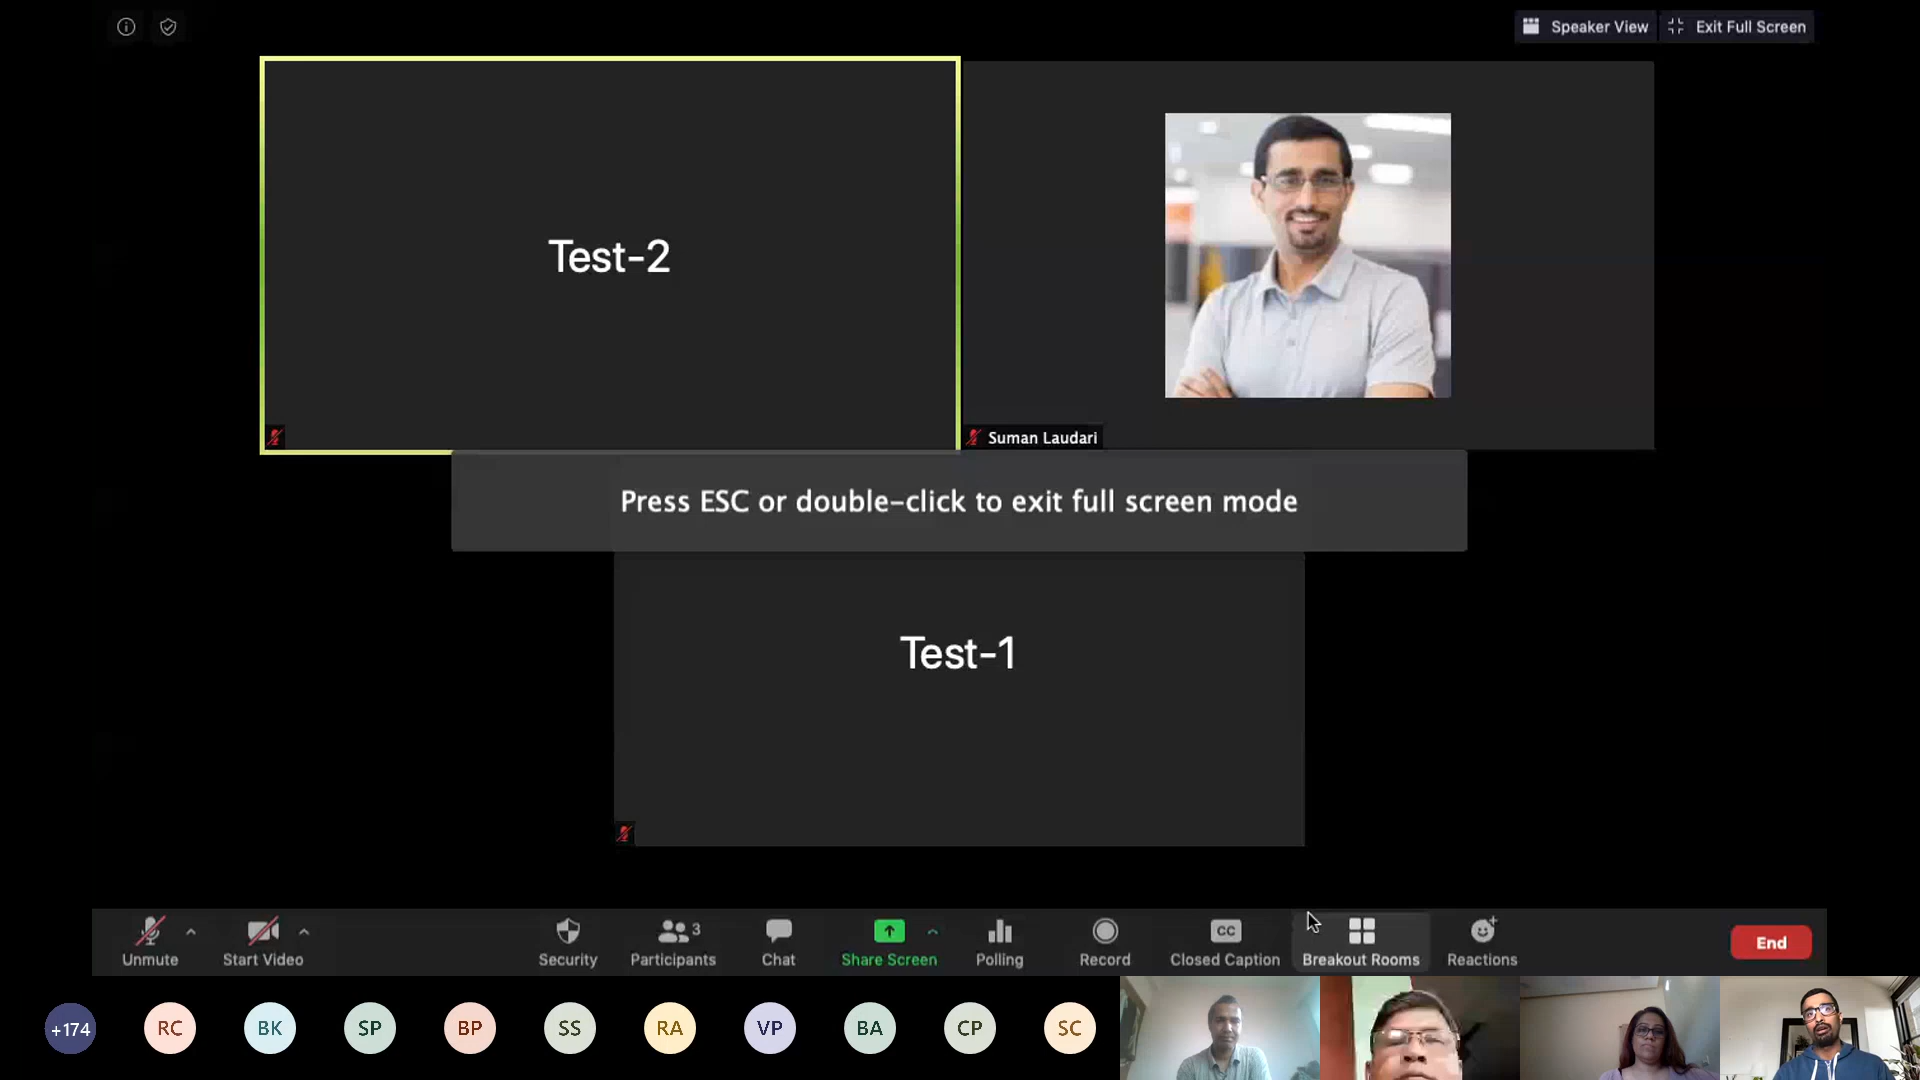 Speaker View
Exit Full Screen
Test-2
Suman Laudari
Press ESC or double-click to exit full screen mode
Test-1
Unmute
Start Video
Security
3
Participants
Chat
Share Screen
Polling
Record
CC
Closed Caption
Breakout Rooms
Reactions
End
+174
RC
BK
SP
BP
SS
RA
VP
BA
CP
SC